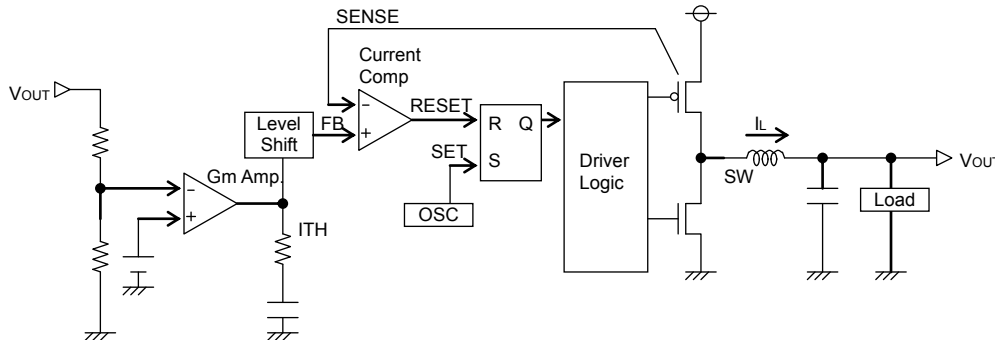 SENSE
Current
Comp
VOUT
Level
Shift
FB
RESET
R Q
SET
S
Gm Amp.
ITH
OSC
Driver
Logic
IL
SW
VOUT
Load
- +
- +